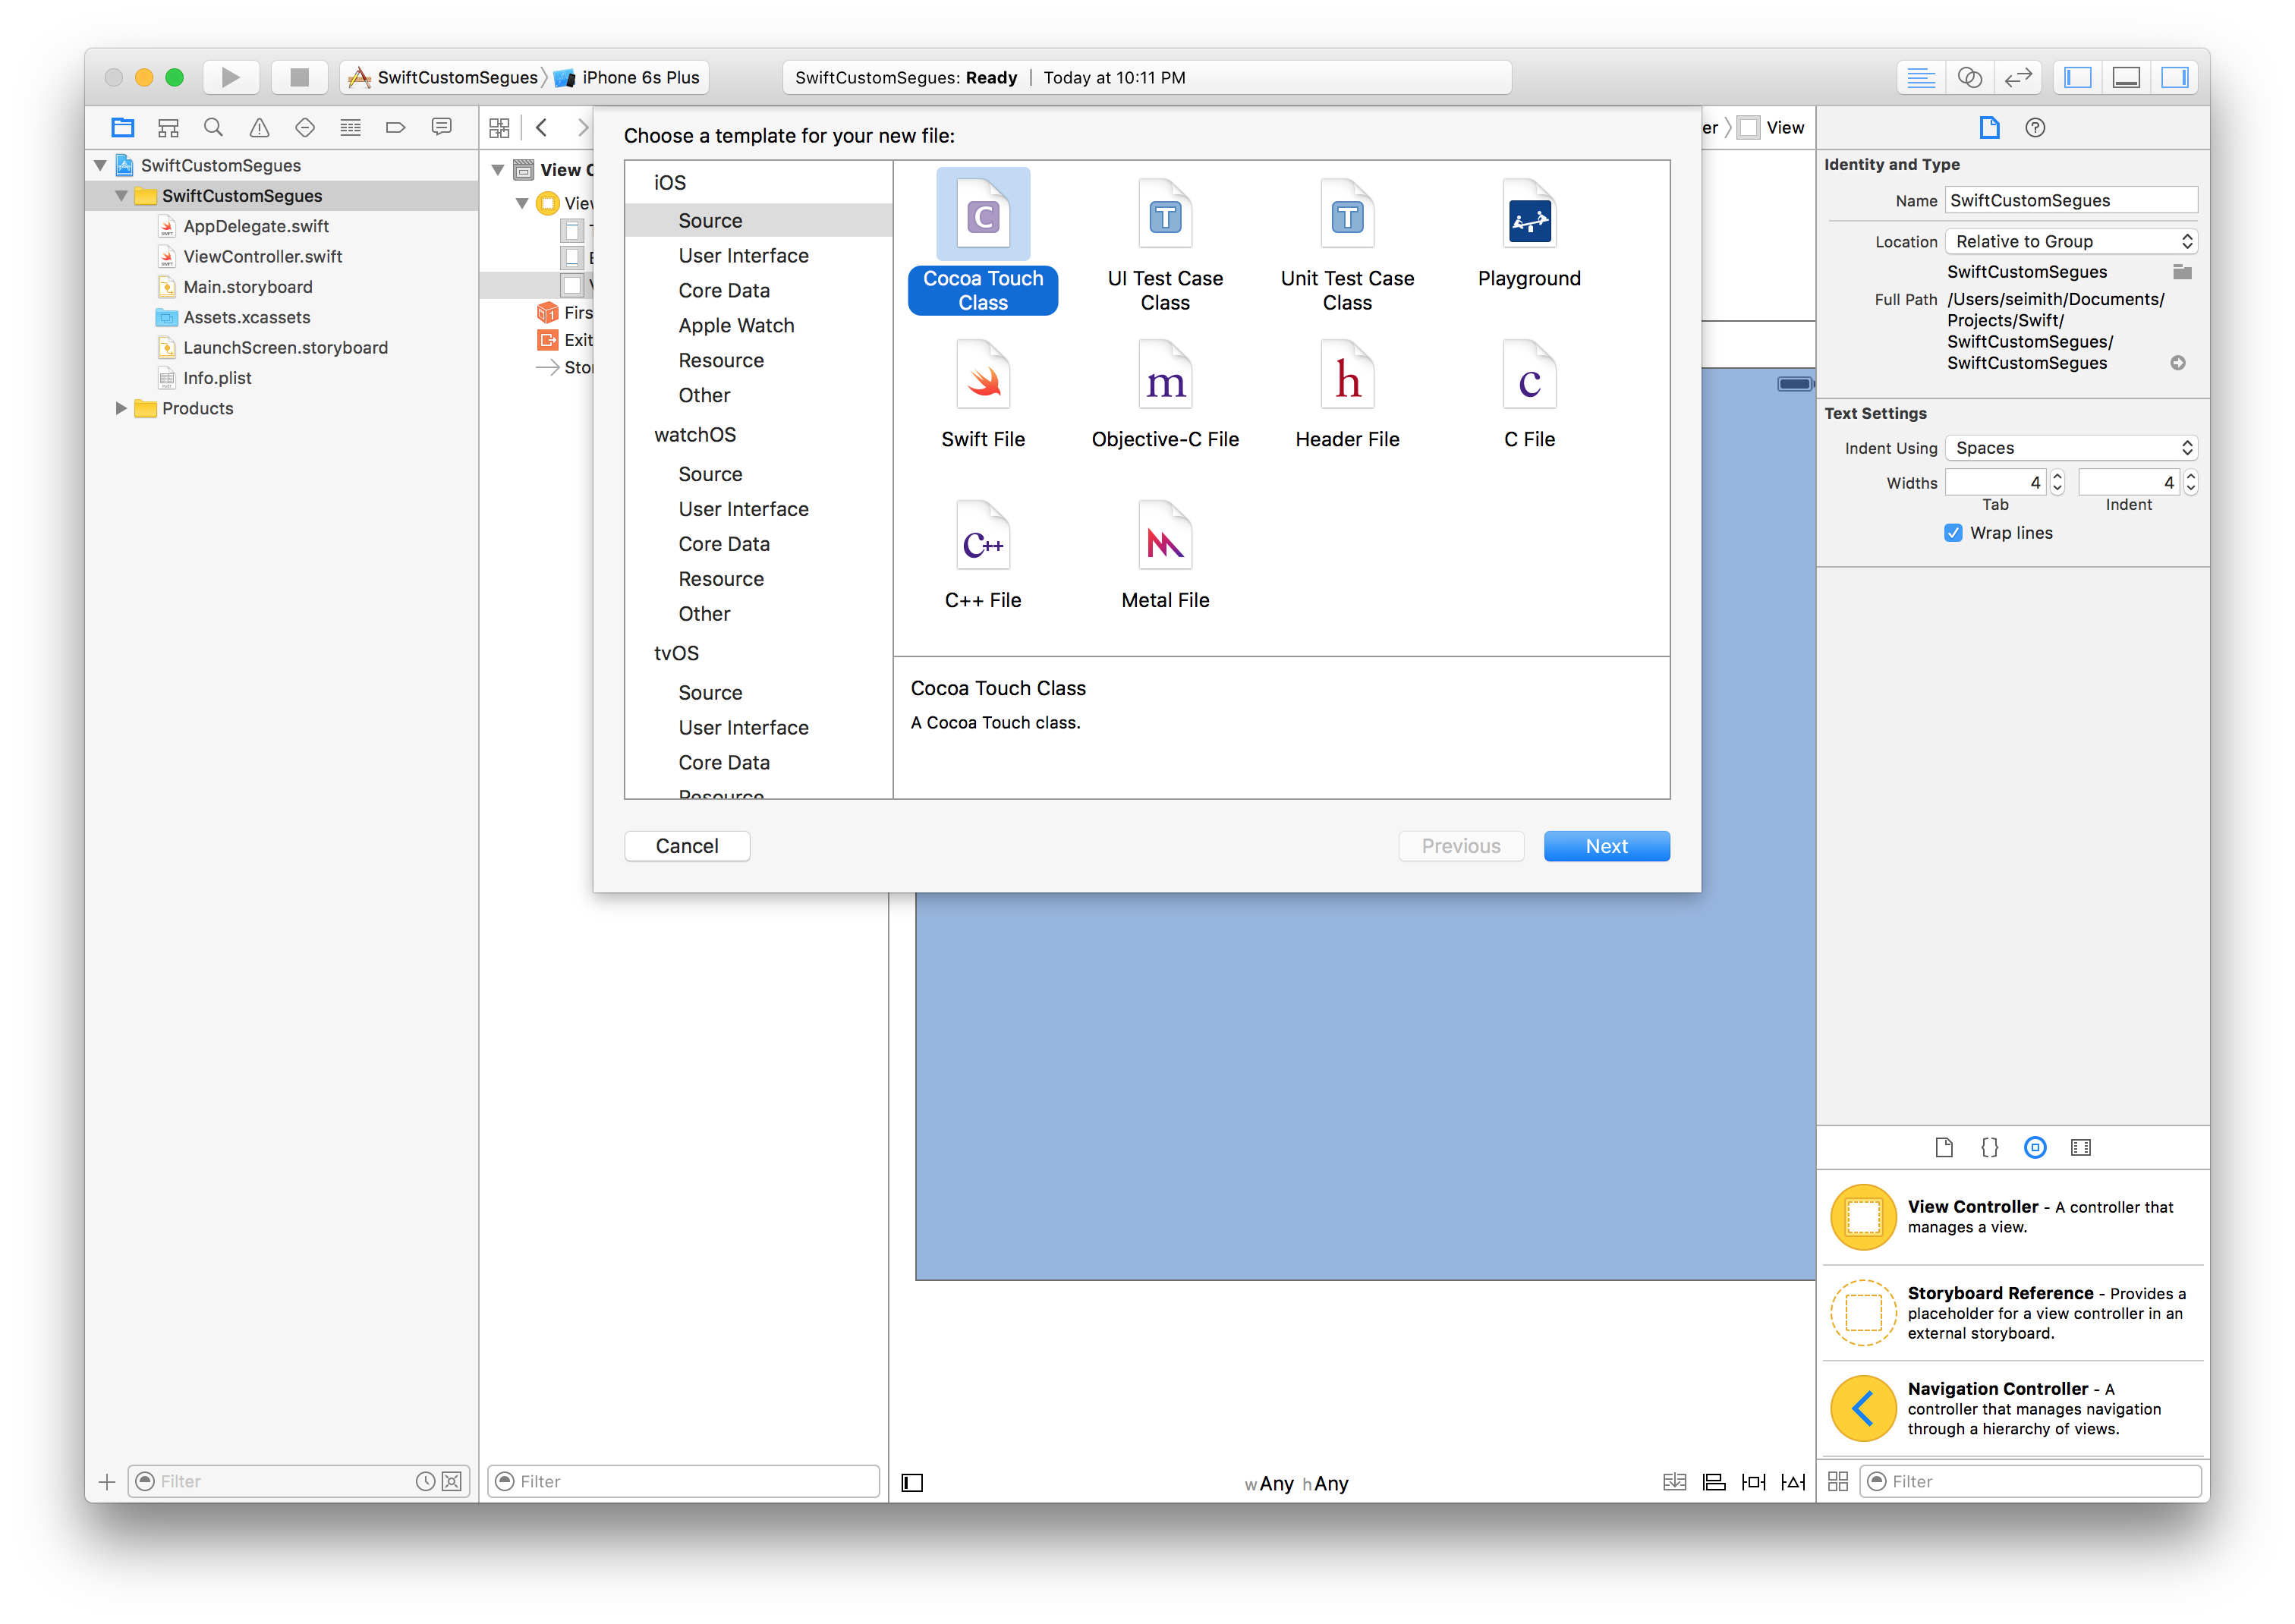 SwiftCustomSegues
iPhone 6s Plus
SwiftCustomSegues: Ready | Today at 10:11 PM
SwiftCustomSegues
SwiftCustomSegues
AppDelegate.swift
ViewController.swift
Main.storyboard
Assets.xcassets
LaunchScreen.storyboard
Info.plist
Products
Filter
View C
View
Firs
Exit
Stor
Filter
Choose a template for your new file:
iOS
Source
User Interface
Core Data
Apple Watch
Resource
Other
watchOS
Source
User Interface
Core Data
Resource
Other
tvOS
Source
User Interface
Core Data
Resource
C
Cocoa Touch
Class
T
UI Test Case
Class
T
Unit Test Case
Class
Playground
Swift File
m
Objective-C File
h
Header File
c
C File
C++
C++ File
Metal File
Cocoa Touch Class
A Cocoa Touch class.
Cancel
Previous
Next
er
View
wAny hAny
Identity and Type
Name SwiftCustomSegues
Location Relative to Group
SwiftCustomSegues
Full Path /Users/seimith/Documents/
Projects/Swift/
SwiftCustomSegues/
SwiftCustomSegues
Text Settings
Indent Using Spaces
Widths 4 4
Tab Indent
Wrap lines
{}
View Controller - A controller that
manages a view.
Storyboard Reference - Provides a
placeholder for a view controller in an
external storyboard.
Navigation Controller - A
controller that manages navigation
through a hierarchy of views.
Filter